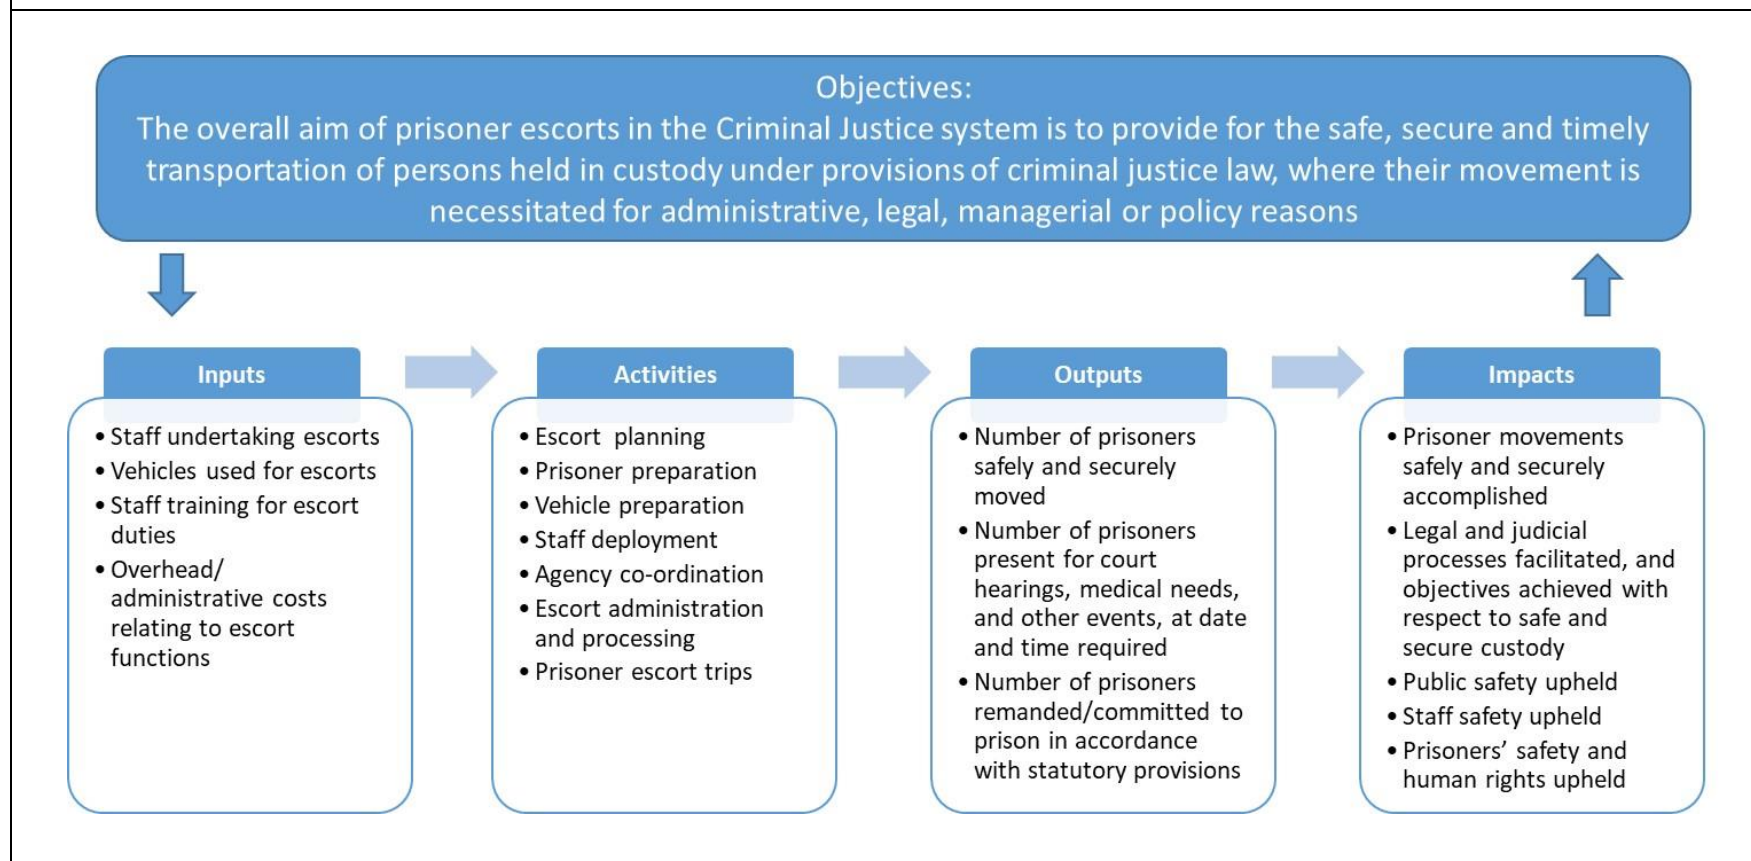 Objectives:
The overall aim of prisoner escorts in the Criminal Justice system is to provide for the safe, secure and timely
transportation of persons held in custody under provisions of criminal justice law, where their movement is
necessitated for administrative, legal, managerial or policy reasons
Inputs
• Staff undertaking escorts
• Vehicles used for escorts
• Staff training for escort
duties
• Overhead/
administrative costs
relating to escort
functions
Activities
• Escort planning
• Prisoner preparation
• Vehicle preparation
• Staff deployment
• Agency co-ordination
• Escort administration
and processing
• Prisoner escort trips
Outputs
• Number of prisoners
safely and securely
moved
• Number of prisoners
present for court
hearings, medical needs,
and other events, at date
and time required
• Number of prisoners
remanded/committed to
prison in accordance
with statutory provisions
Impacts
• Prisoner movements
safely and securely
accomplished
• Legal and judicial
processes facilitated, and
objectives achieved with
respect to safe and
secure custody
• Public safety upheld
• Staff safety upheld
• Prisoners’ safety and
human rights upheld